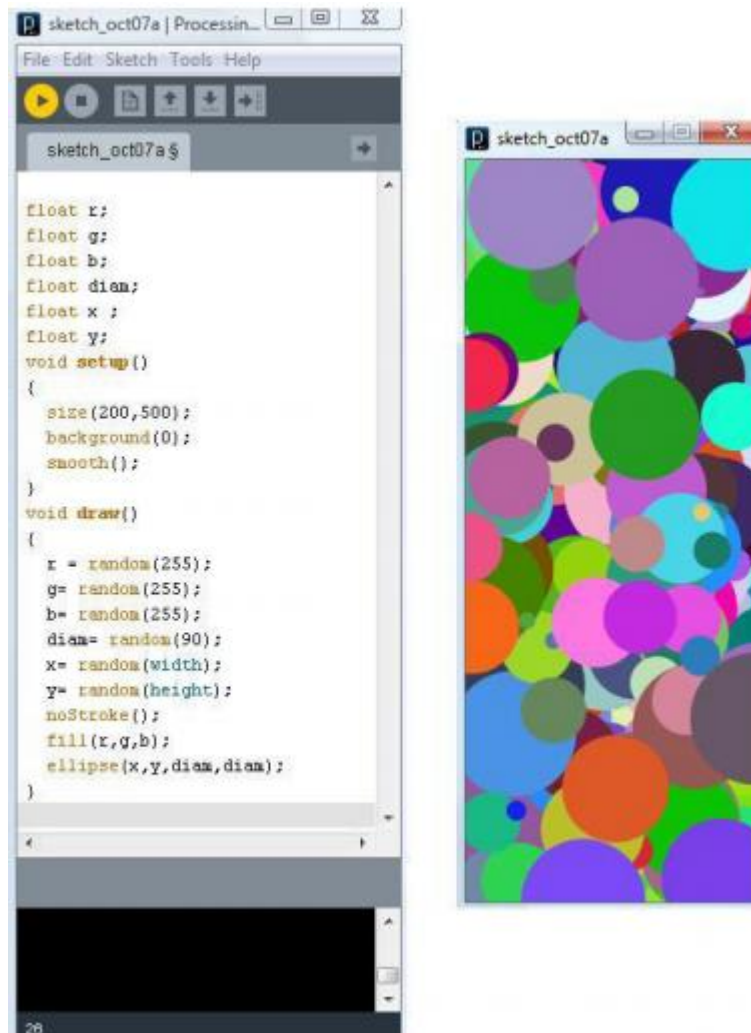 sketch_oct07a | Processin...
File Edit Sketch Tools Help
sketch_oct07a §
float r;
float g;
float b;
float diam;
float x ;
float y;
void setup()
{
  size(200,500);
  background(0);
  smooth();
}
void draw()
{
  r = random(255);
  g= random(255);
  b= random(255);
  diam= random(90);
  x= random(width);
  y= random(height);
  noStroke();
  fill(r,g,b);
  ellipse(x,y,diam,diam);
}
26
sketch_oct07a